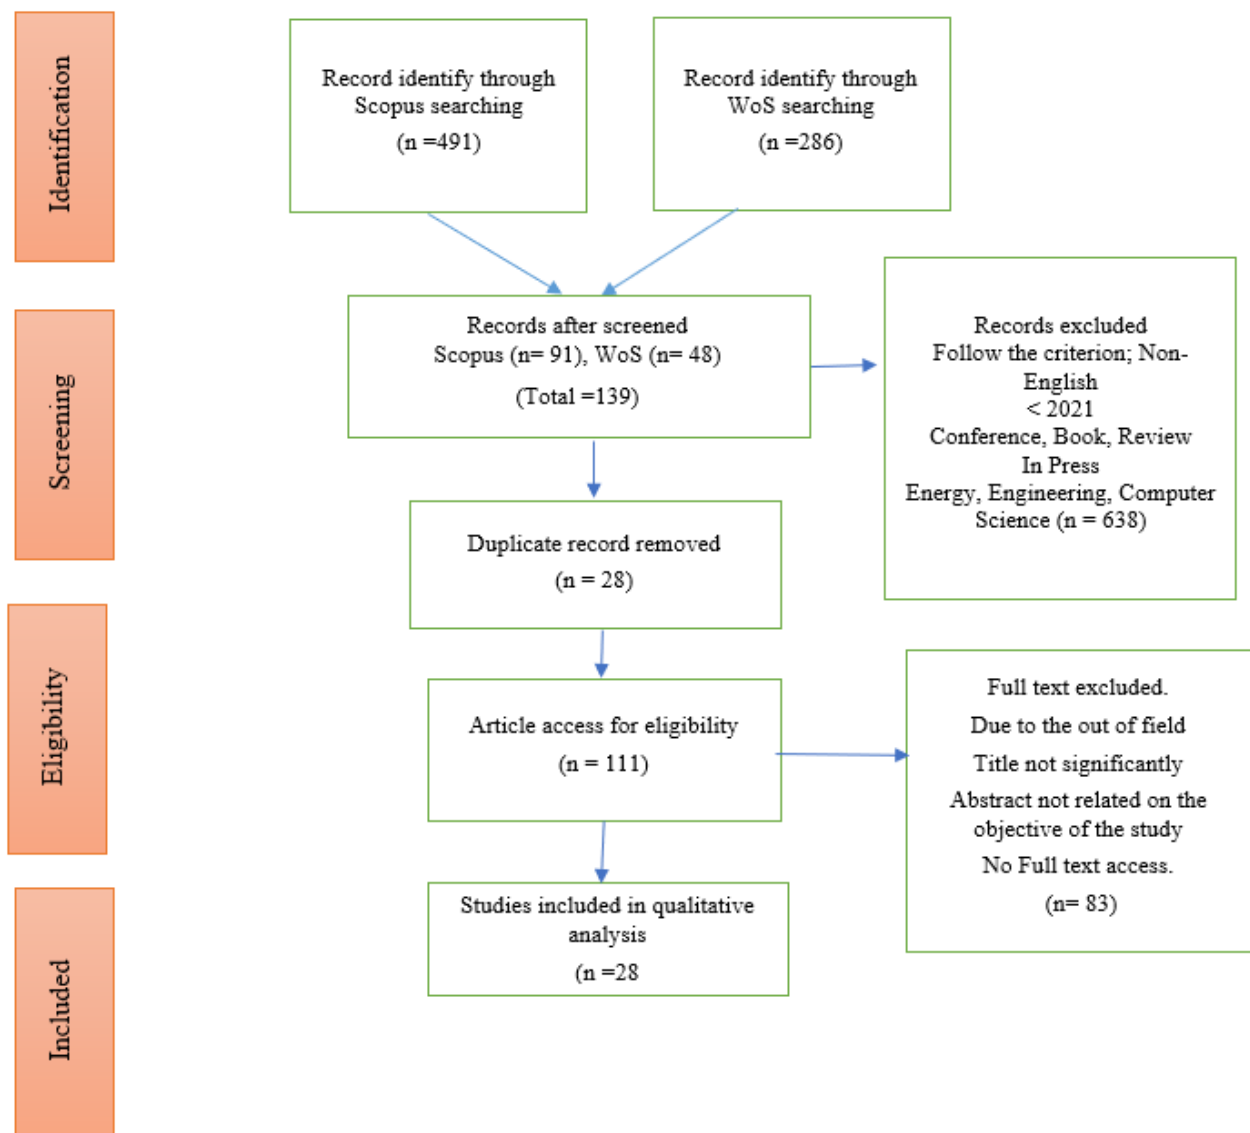 Identification
Record identify through
Scopus searching
(n =491)
Record identify through
WoS searching
(n =286)
Screening
Records after screened
Scopus (n= 91), WoS (n= 48)
(Total =139)
Records excluded
Follow the criterion; Non-
English
< 2021
Conference, Book, Review
In Press
Energy, Engineering, Computer
Science (n = 638)
Duplicate record removed
(n = 28)
Eligibility
Article access for eligibility
(n = 111)
Full text excluded.
Due to the out of field
Title not significantly
Abstract not related on the
objective of the study
No Full text access.
(n= 83)
Included
Studies included in qualitative
analysis
(n =28